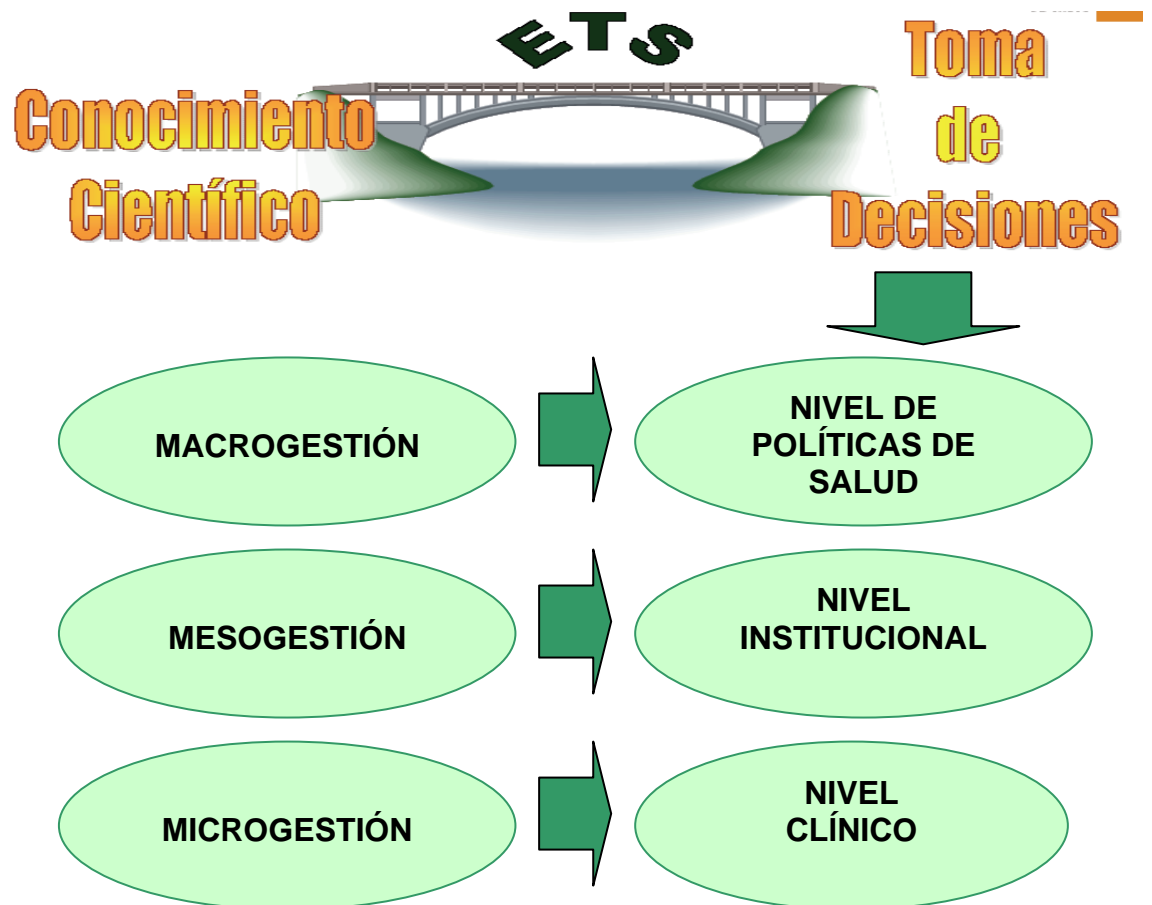 ETS
Conocimiento
Científico
Toma
de
Decisiones
MACROGESTIÓN
NIVEL DE
POLÍTICAS DE
SALUD
MESOGESTIÓN
NIVEL
INSTITUCIONAL
MICROGESTIÓN
NIVEL
CLÍNICO